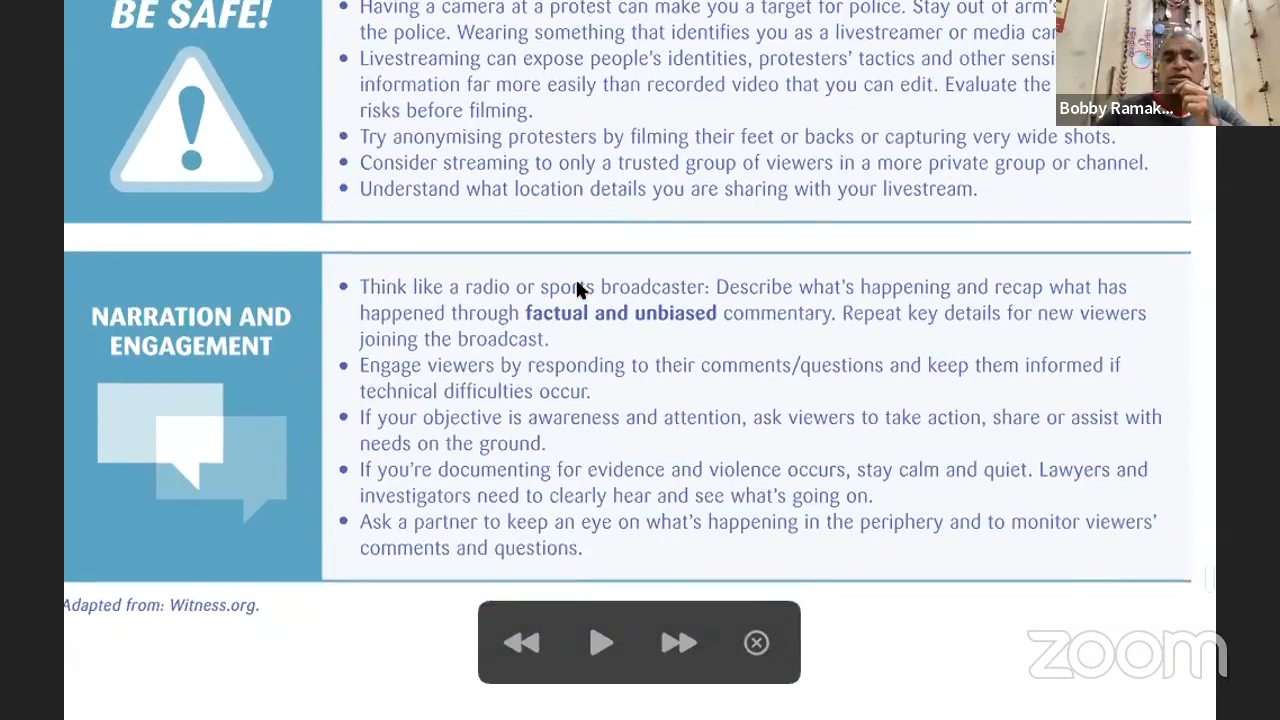 BE SAFE!
• Having a camera at a protest can make you a target for police. Stay out of arm's
the police. Wearing something that identifies you as a livestreamer or media
• Livestreaming can expose people's identities, protesters' tactics and other
information far more easily than recorded video that you can edit. Evaluate the
risks before filming.
• Try anonymising protesters by filming their feet or backs or capturing very wide shots.
• Consider streaming to only a trusted group of viewers in a more private group or channel.
• Understand what location details you are sharing with your livestream.
Bobby Ramak...
NARRATION AND
ENGAGEMENT
• Think like a radio or sports broadcaster: Describe what's happening and recap what has
happened through factual and unbiased commentary. Repeat key details for new viewers
joining the broadcast.
• Engage viewers by responding to their comments/questions and keep them informed if
technical difficulties occur.
• If your objective is awareness and attention, ask viewers to take action, share or assist with
needs on the ground.
• If you're documenting for evidence and violence occurs, stay calm and quiet. Lawyers and
investigators need to clearly hear and see what's going on.
• Ask a partner to keep an eye on what's happening in the periphery and to monitor viewers'
comments and questions.
Adapted from: Witness.org.
zoom